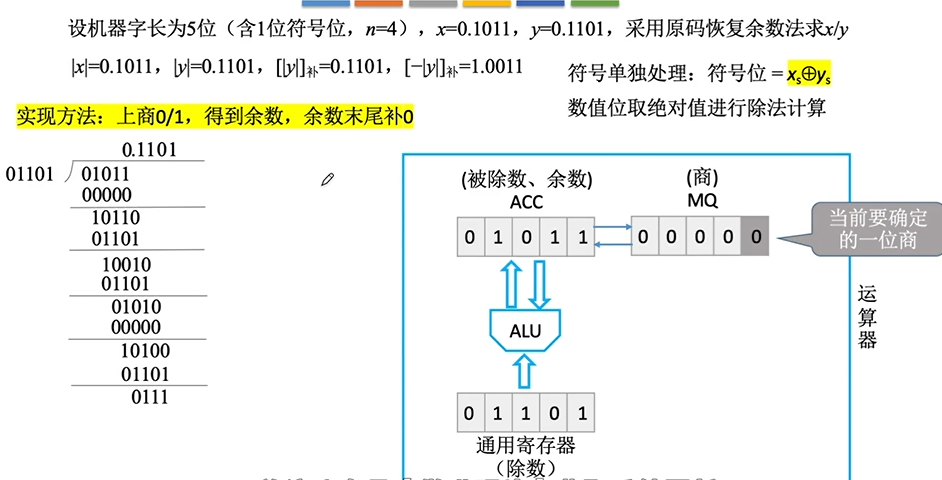 设机器字长为5位（含1位符号位，n=4），x=0.1011，y=0.1101，采用原码恢复余数法求x/y
|x|=0.1011，|y|=0.1101，[|y|]补=0.1101，[−|y|]补=1.0011
符号单独处理：符号位 = xs⊕ys
数值位取绝对值进行除法计算
实现方法：上商0/1，得到余数，余数末尾补0
0.1101
01101 01011
00000
10110
01101
10010
01101
01010
00000
10100
01101
0111
(被除数、余数)
ACC
0 1 0 1 1
(商)
MQ
0 0 0 0 0
当前要确定
的一位商
ALU
0 1 1 0 1
通用寄存器
（除数）
运算器